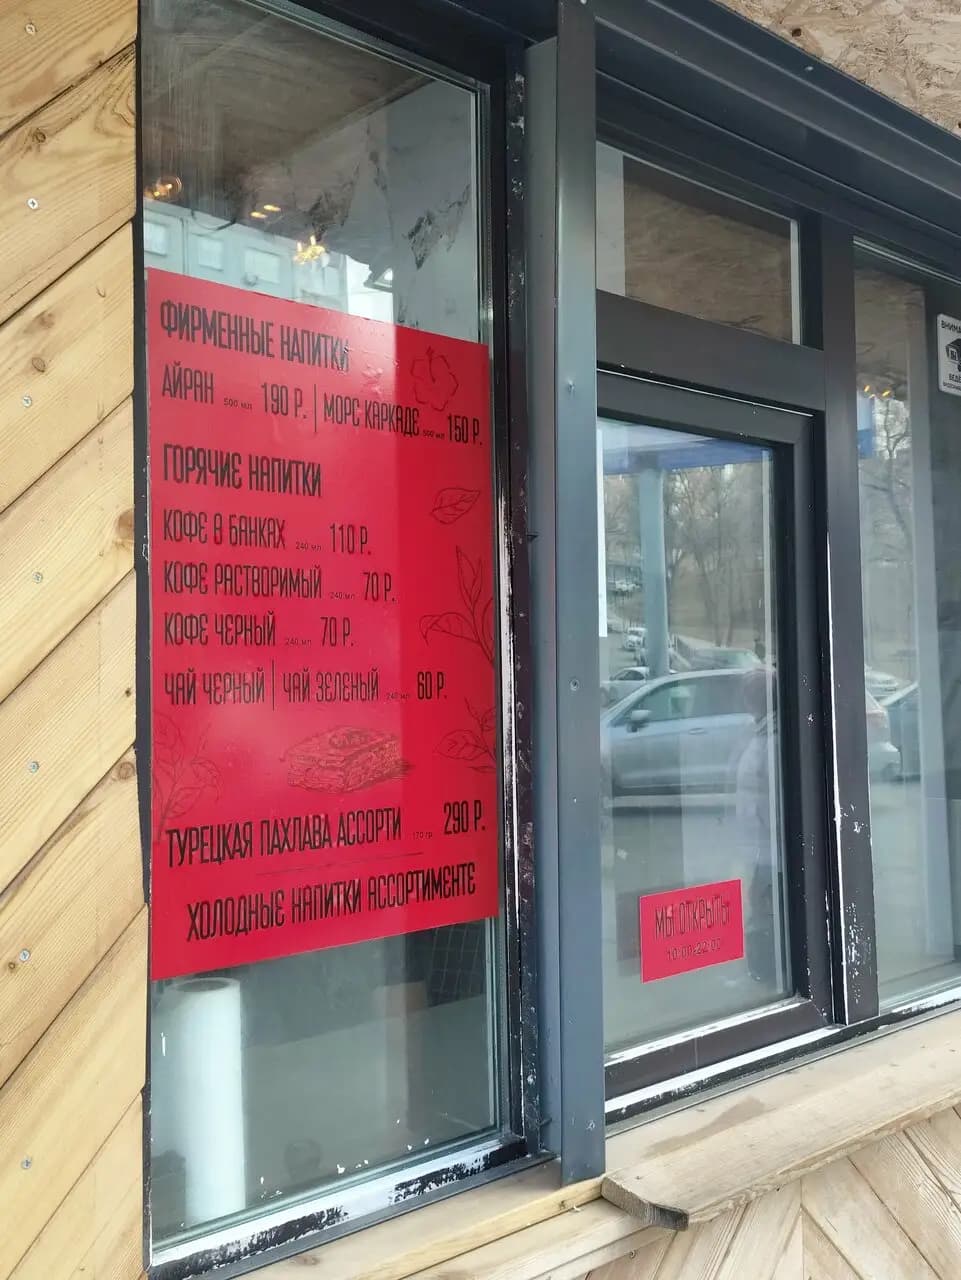 ФИРМЕННЫЕ НАПИТКИ
АЙРАН 500 мл 190 Р. | МОРС КАРКАДЕ 500 мл 150 Р.
ГОРЯЧИЕ НАПИТКИ
КОФЕ В БАНКАХ 240 мл 110 Р.
КОФЕ РАСТВОРИМЫЙ 240 мл 70 Р.
КОФЕ ЧЕРНЫЙ 240 мл 70 Р.
ЧАЙ ЧЕРНЫЙ | ЧАЙ ЗЕЛЕНЫЙ 240 мл 60 Р.
ТУРЕЦКАЯ ПАХЛАВА АССОРТИ 170 гр 290 Р.
ХОЛОДНЫЕ НАПИТКИ АССОРТИМЕНТЕ
МЫ ОТКРЫТЫ
10:00-22:00
ВНИМА